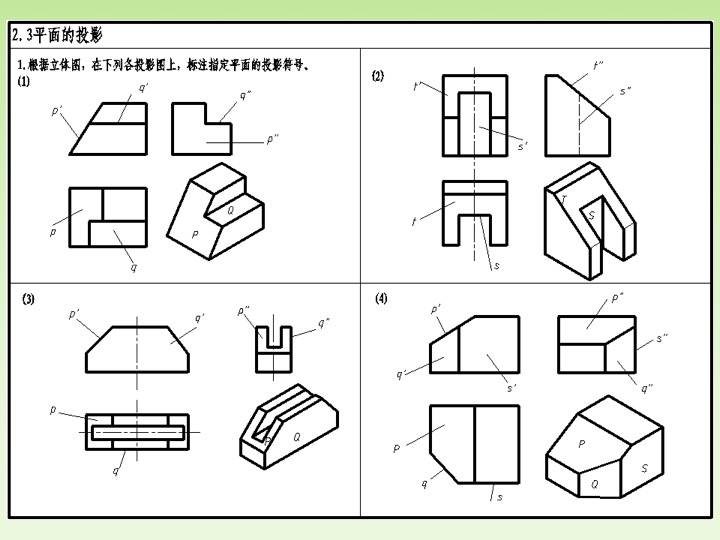 2.3平面的投影
1.根据立体图，在下列各投影图上，标注指定平面的投影符号、
(1)
q'
p'
q"
p"
p
q
P
Q
(2)
t'
s'
t"
s"
t
s
T
S
(3)
p'
q'
p"
q"
p
q
P
Q
(4)
p'
q'
s'
p"
s"
q"
P
q
s
P
Q
S